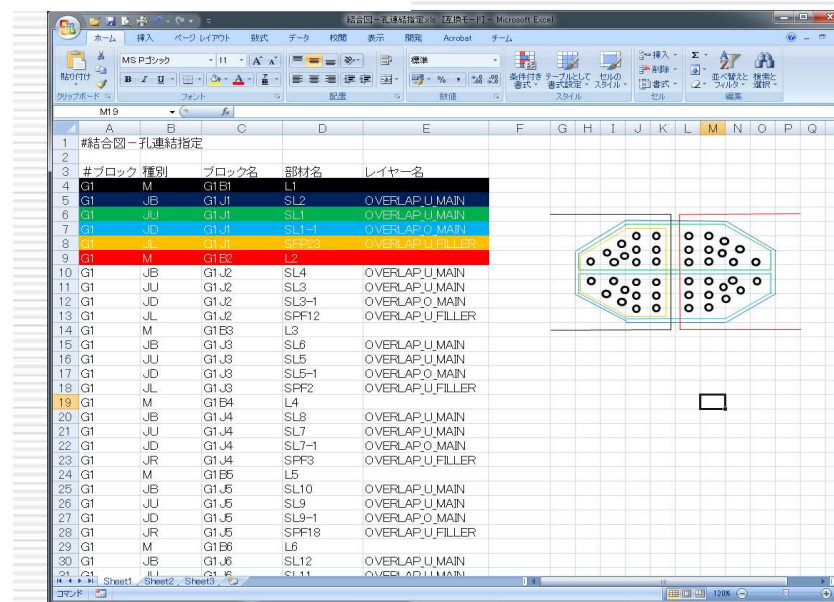 結合図－孔連結指定.xls [互換モード] - Microsoft Excel
ホーム 挿入 ページ レイアウト 数式 データ 校閲 表示 開発 Acrobat チーム
MS Pゴシック 11 標準
貼り付け 条件付き書式 テーブルとして書式設定 セルのスタイル 挿入 削除 書式 並べ替えとフィルタ 検索と選択
クリップボード フォント 配置 数値 スタイル セル 編集
M19 fx
A B C D E F G H I J K L M N O P Q
1 #結合図－孔連結指定
2
3 #ブロック 種別 ブロック名 部材名 レイヤー名
4 G1 M G1B1 L1
5 G1 JB G1J1 SL2 OVERLAP_U_MAIN
6 G1 JU G1J1 SL1 OVERLAP_U_MAIN
7 G1 JD G1J1 SL1-1 OVERLAP_O_MAIN
8 G1 JL G1J1 SFP23 OVERLAP_U_FILLER
9 G1 M G1B2 L2
10 G1 JB G1J2 SL4 OVERLAP_U_MAIN
11 G1 JU G1J2 SL3 OVERLAP_U_MAIN
12 G1 JD G1J2 SL3-1 OVERLAP_O_MAIN
13 G1 JL G1J2 SPF12 OVERLAP_U_FILLER
14 G1 M G1B3 L3
15 G1 JB G1J3 SL6 OVERLAP_U_MAIN
16 G1 JU G1J3 SL5 OVERLAP_U_MAIN
17 G1 JD G1J3 SL5-1 OVERLAP_O_MAIN
18 G1 JL G1J3 SPF2 OVERLAP_U_FILLER
19 G1 M G1B4 L4
20 G1 JB G1J4 SL8 OVERLAP_U_MAIN
21 G1 JU G1J4 SL7 OVERLAP_U_MAIN
22 G1 JD G1J4 SL7-1 OVERLAP_O_MAIN
23 G1 JR G1J4 SPF3 OVERLAP_U_FILLER
24 G1 M G1B5 L5
25 G1 JB G1J5 SL10 OVERLAP_U_MAIN
26 G1 JU G1J5 SL9 OVERLAP_U_MAIN
27 G1 JD G1J5 SL9-1 OVERLAP_O_MAIN
28 G1 JR G1J5 SPF18 OVERLAP_U_FILLER
29 G1 M G1B6 L6
30 G1 JB G1J6 SL12 OVERLAP_U_MAIN
31 G1 JU G1J6 SL11 OVERLAP_U_MAIN
Sheet1 Sheet2 Sheet3
コマンド 120%